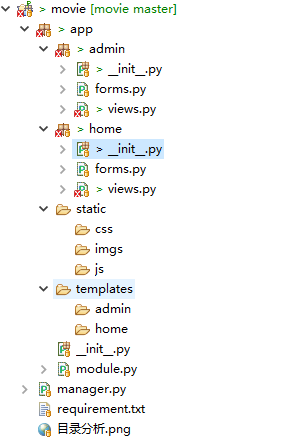 > movie [movie master]
> app
> admin
> __init__.py
forms.py
> views.py
> home
> __init__.py
forms.py
> views.py
static
css
imgs
js
templates
admin
home
__init__.py
> module.py
manager.py
requirement.txt
目录分析.png